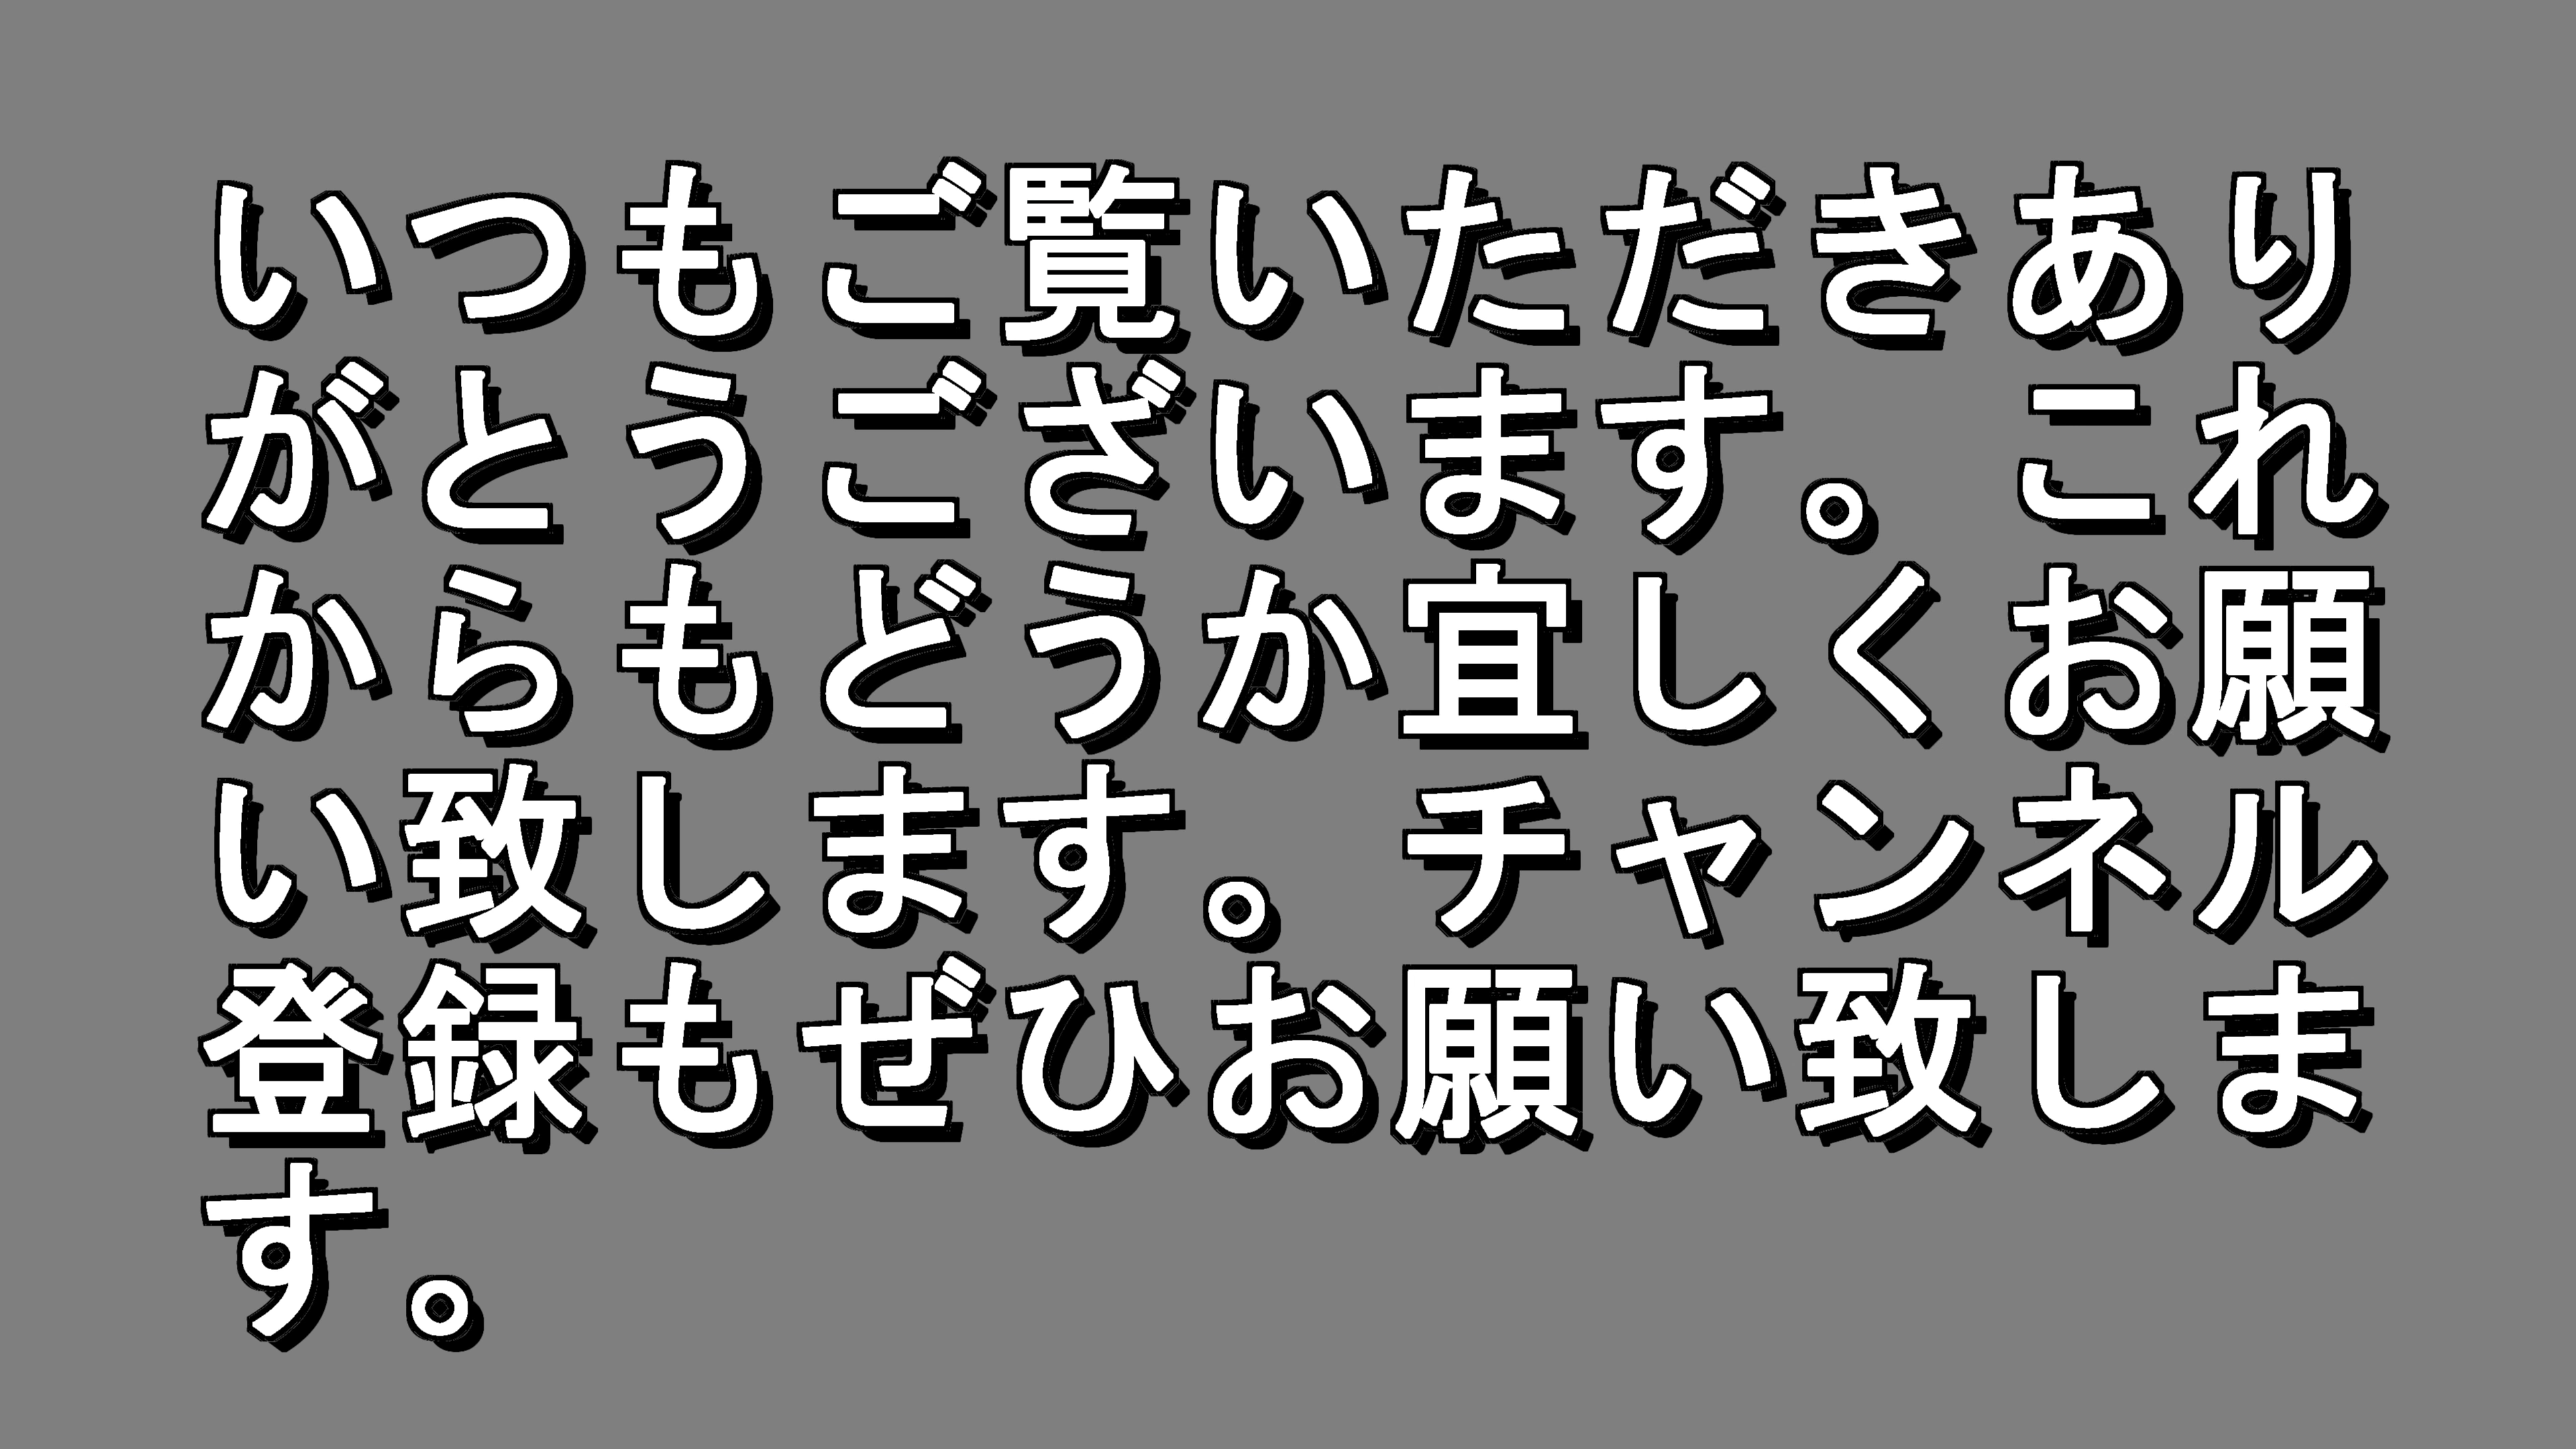 いつもご覧いただきあり
がとうございます。これ
からもどうか宜しくお願
い致します。チャンネル
登録もぜひお願い致しま
す。